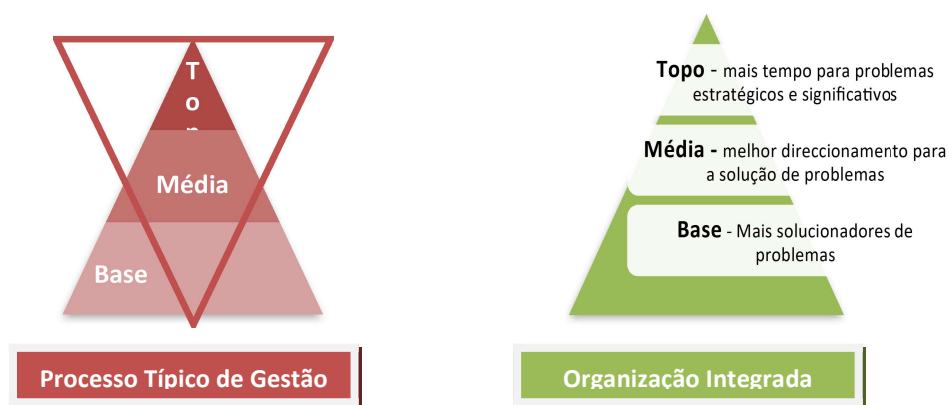 T
o
Média
Base
Processo Típico de Gestão
Topo - mais tempo para problemas
estratégicos e significativos
Média - melhor direccionamento para
a solução de problemas
Base - Mais solucionadores de
problemas
Organização Integrada